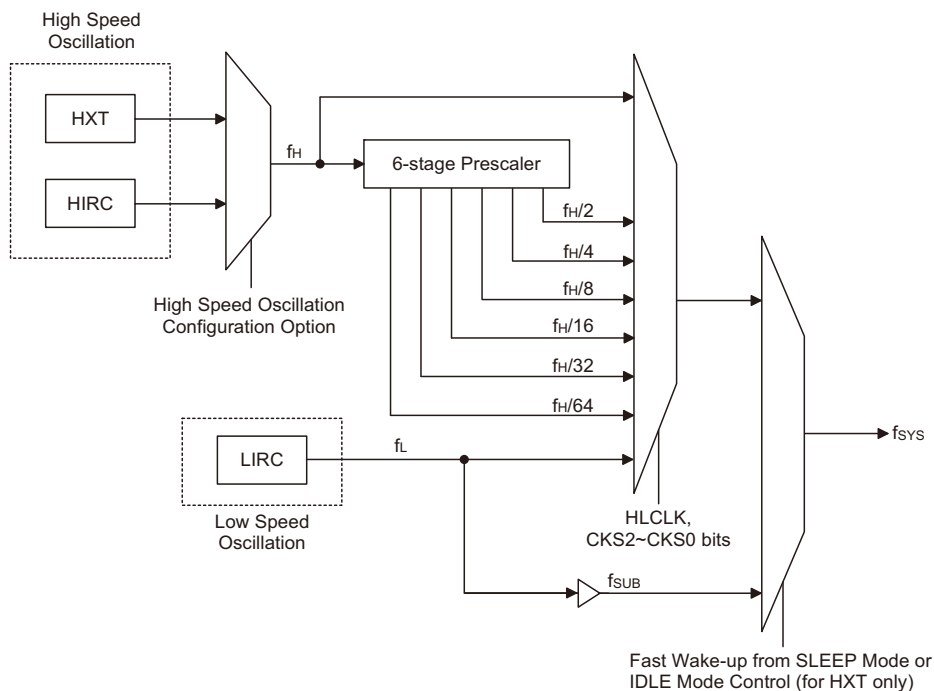 High Speed
Oscillation
HXT
HIRC
fH
6-stage Prescaler
fH/2
fH/4
fH/8
fH/16
fH/32
fH/64
High Speed Oscillation
Configuration Option
LIRC
fL
Low Speed
Oscillation
HLCLK,
CKS2~CKS0 bits
fSUB
fSYS
Fast Wake-up from SLEEP Mode or
IDLE Mode Control (for HXT only)